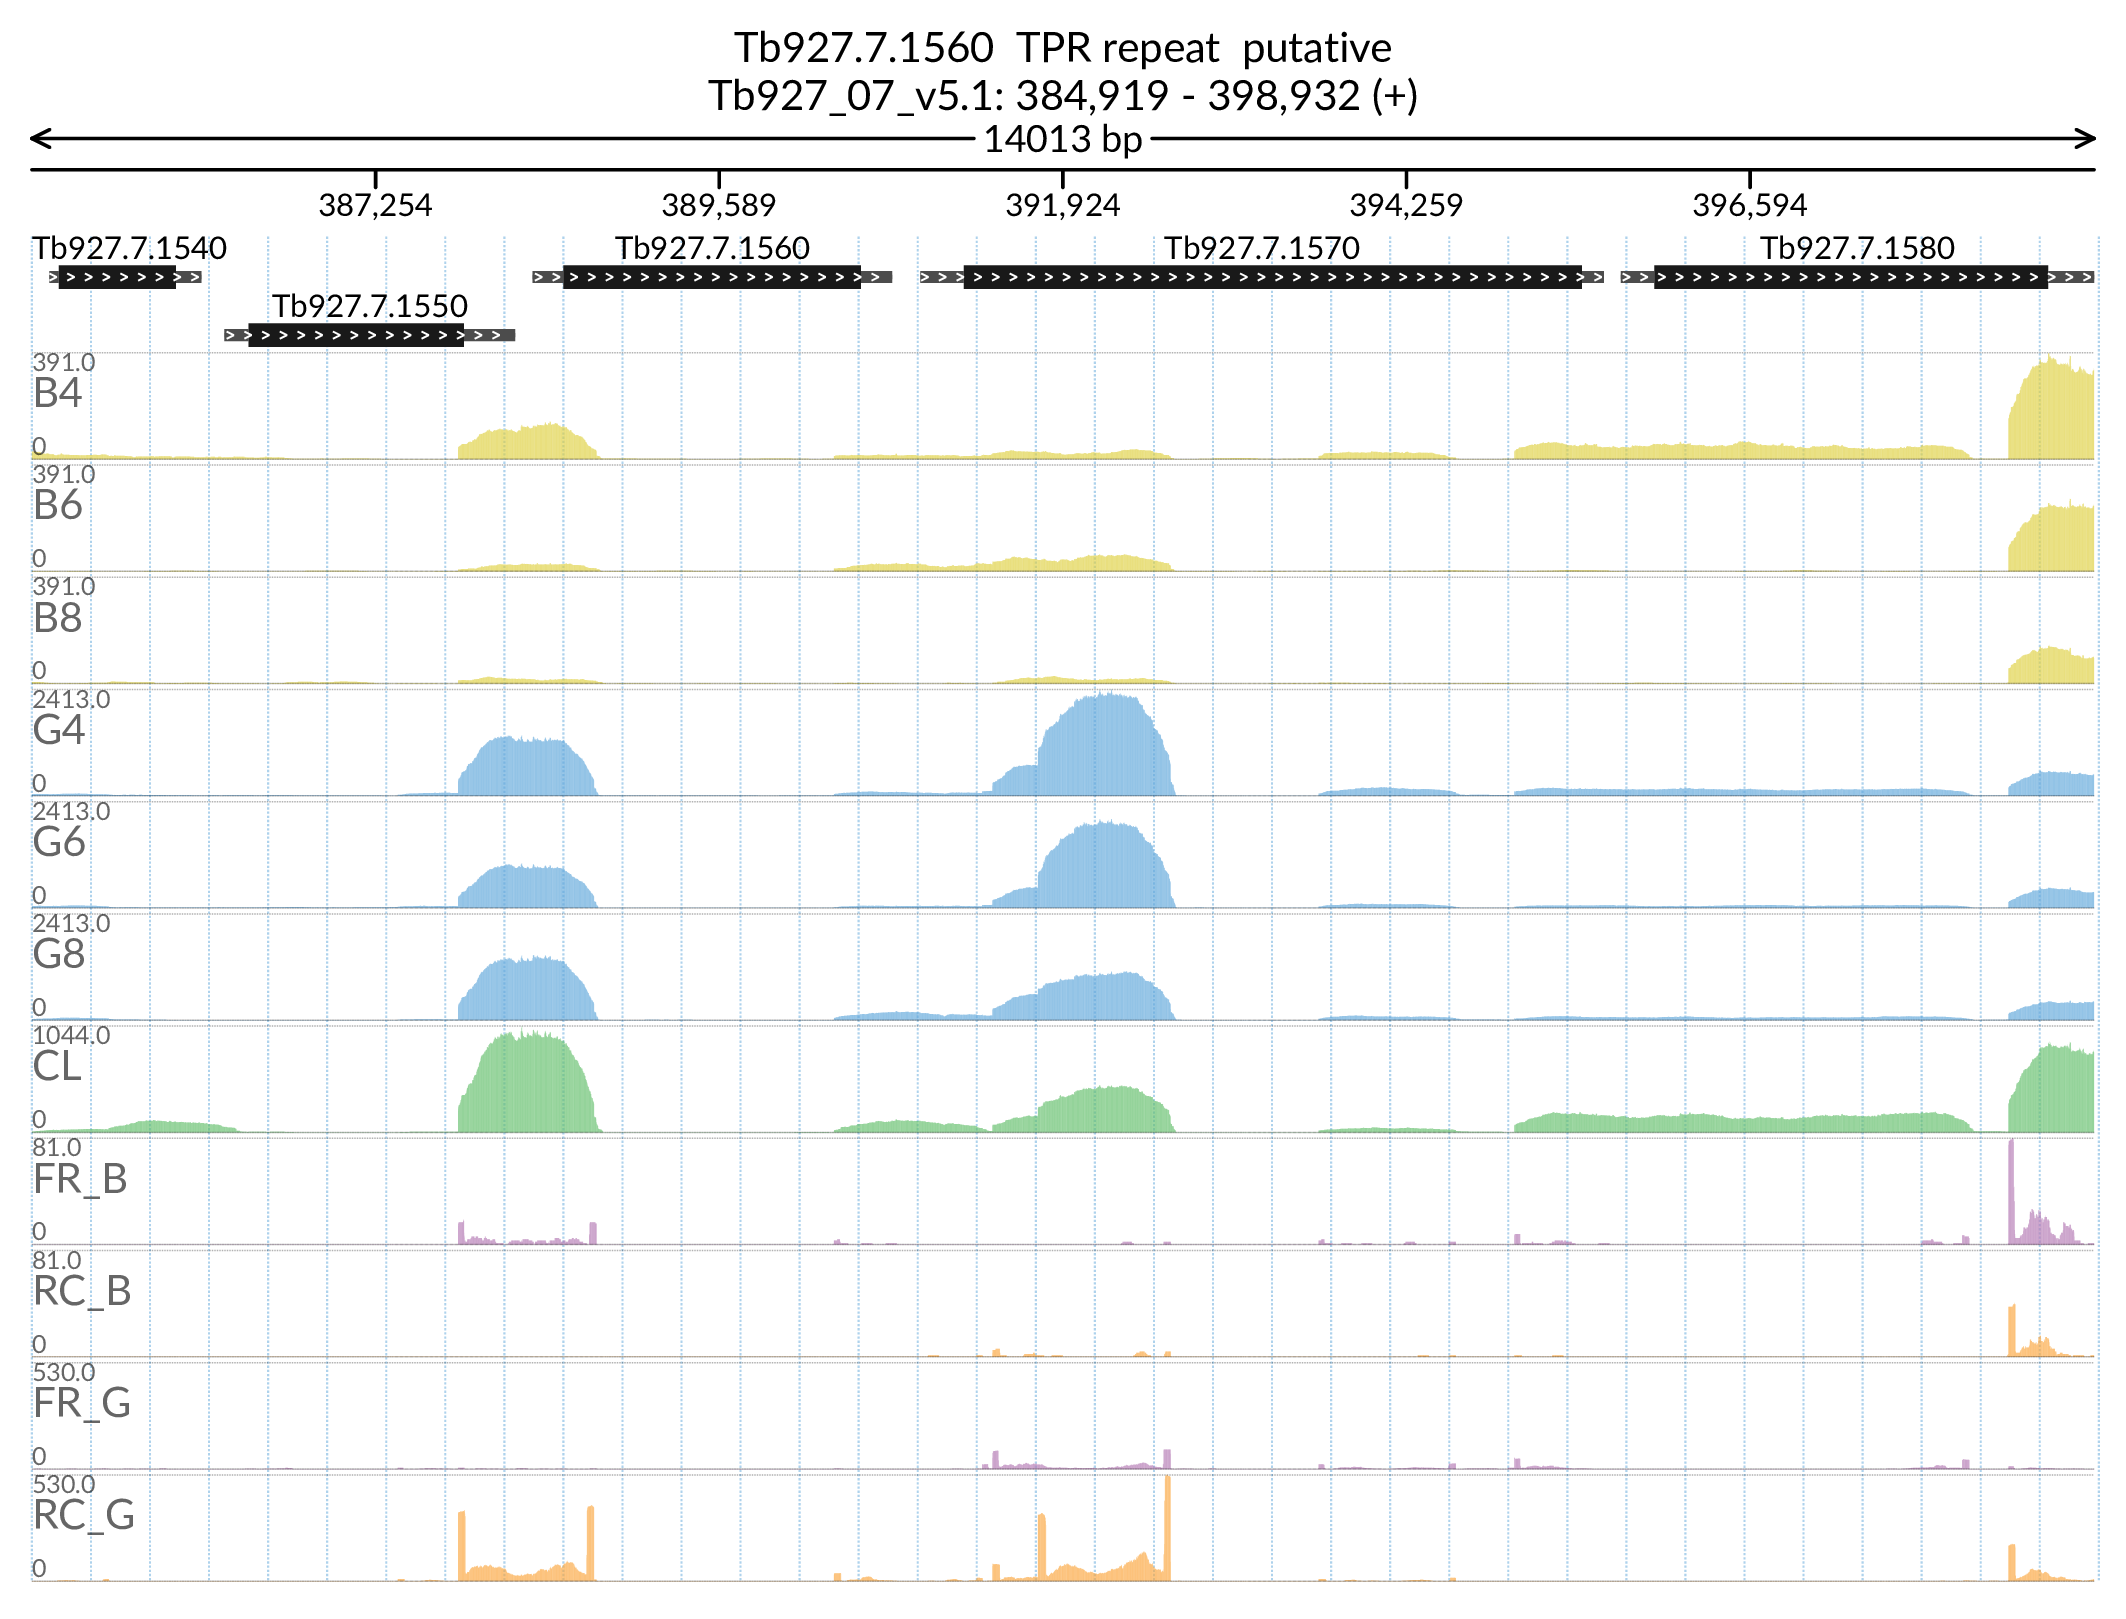 Tb927.7.1560 TPR repeat putative
Tb927_07_v5.1: 384,919 - 398,932 (+)
14013 bp
387,254 389,589 391,924 394,259 396,594
Tb927.7.1540 Tb927.7.1560 Tb927.7.1570 Tb927.7.1580
Tb927.7.1550
391.0
B4
0
391.0
B6
0
391.0
B8
0
2413.0
G4
0
2413.0
G6
0
2413.0
G8
0
1044.0
CL
0
81.0
FR_B
0
81.0
RC_B
0
530.0
FR_G
0
530.0
RC_G
0